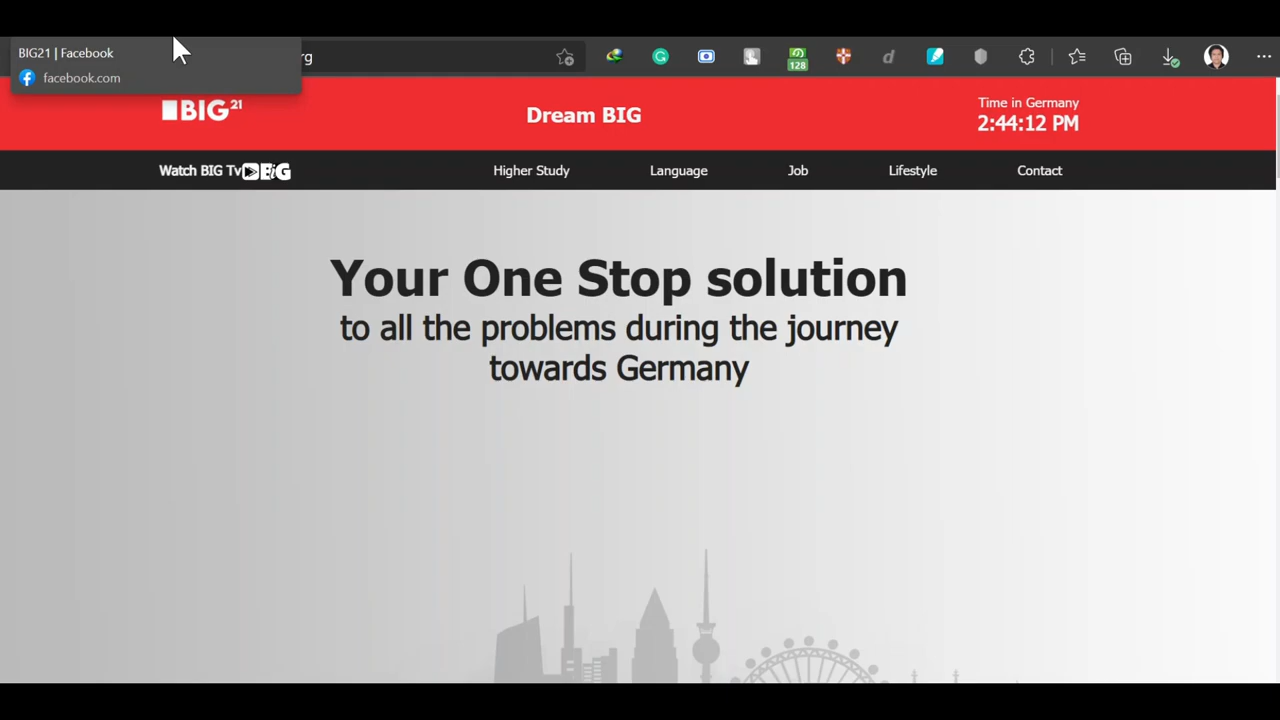 BIG21 | Facebook
facebook.com
rg
128
d
BIG21
Dream BIG
Time in Germany
2:44:12 PM
Watch BIG Tv BiG
Higher Study
Language
Job
Lifestyle
Contact
Your One Stop solution
to all the problems during the journey
towards Germany